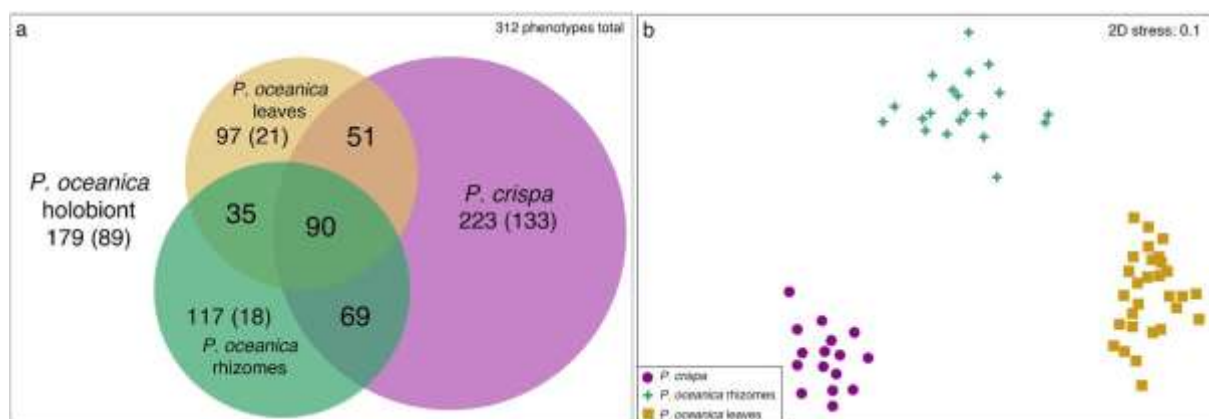 a
312 phenotypes total
P. oceanica
leaves
97 (21)
51
P. oceanica
holobiont
179 (89)
35
90
P. crispa
223 (133)
117 (18)
69
P. oceanica
rhizomes
b
2D stress: 0.1
P. crispa
P. oceanica rhizomes
P. oceanica leaves